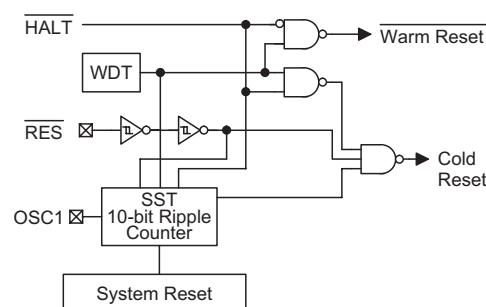 HALT
Warm Reset
WDT
RES
Cold
Reset
SST
10-bit Ripple
Counter
OSC1
System Reset